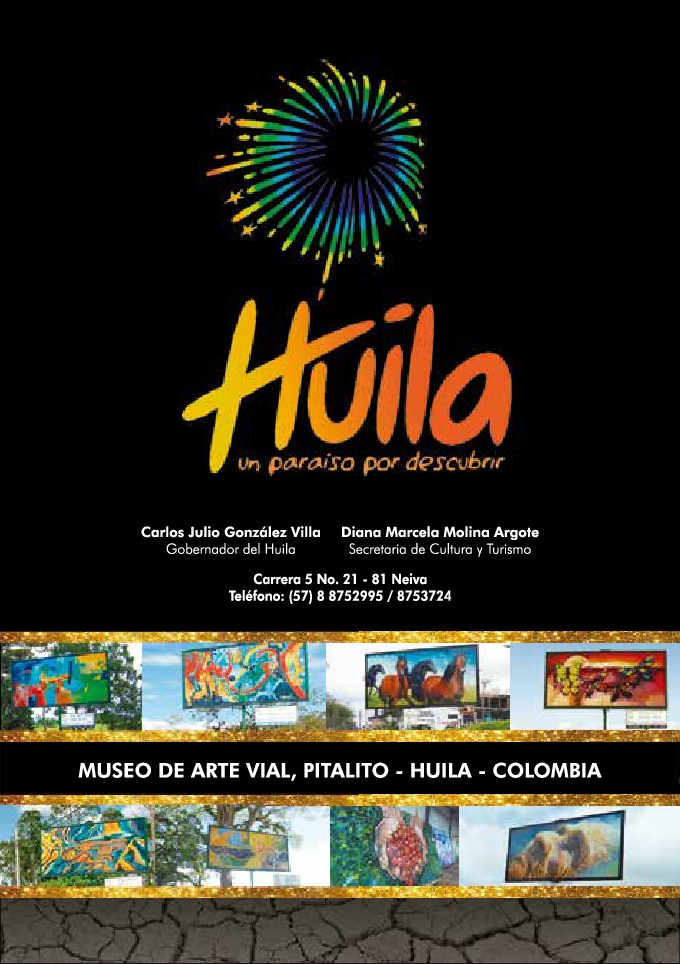 Huila
un paraíso por descubrir
Carlos Julio González Villa
Gobernador del Huila
Diana Marcela Molina Argote
Secretaria de Cultura y Turismo
Carrera 5 No. 21 - 81 Neiva
Teléfono: (57) 8 8752995 / 8753724
MUSEO DE ARTE VIAL, PITALITO - HUILA - COLOMBIA